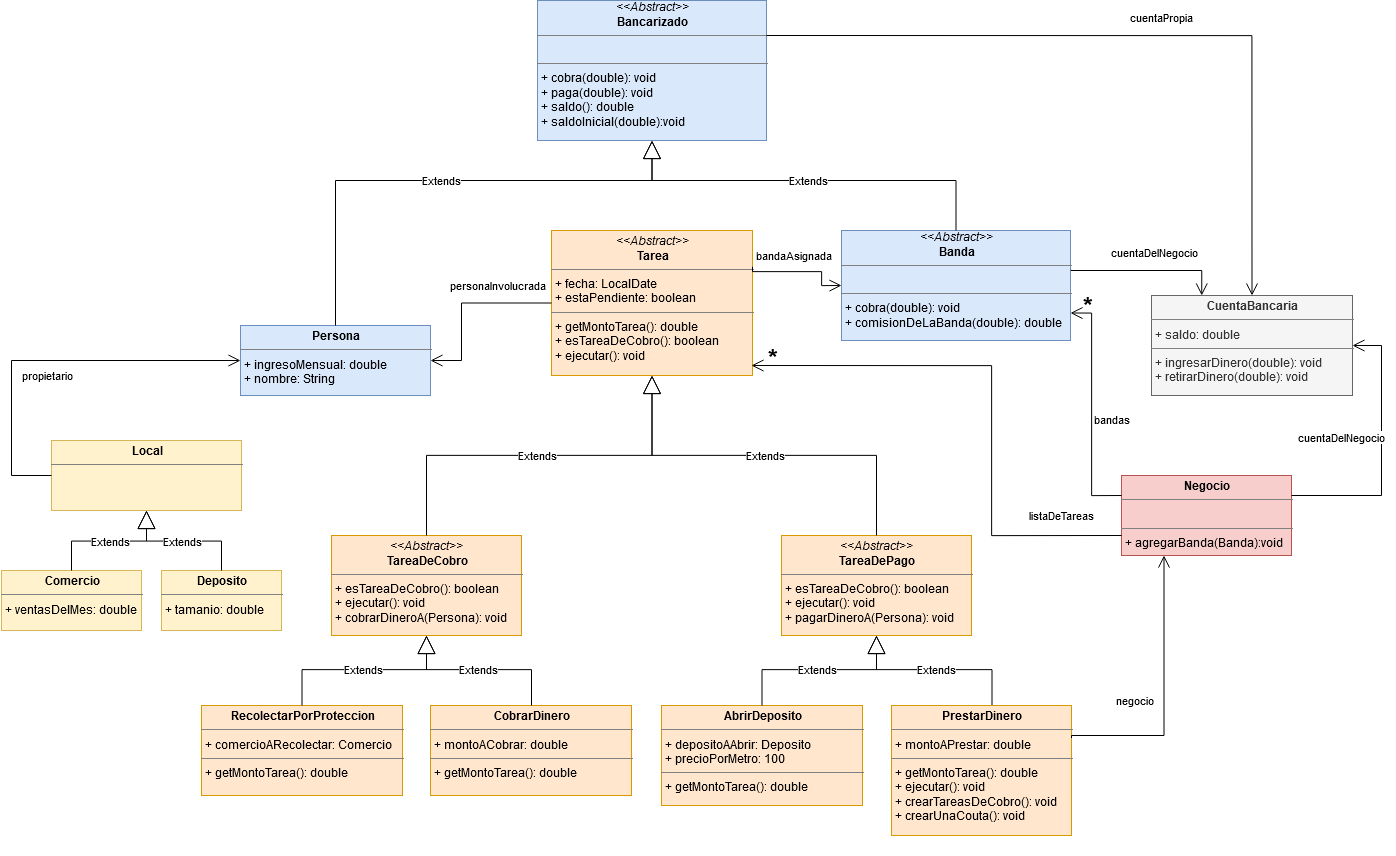 <<Abstract>>
Bancarizado
+ cobra(double): void
+ paga(double): void
+ saldo(): double
+ saldoInicial(double):void
cuentaPropia
Extends
Extends
<<Abstract>>
Tarea
+ fecha: LocalDate
+ estaPendiente: boolean
+ getMontoTarea(): double
+ esTareaDeCobro(): boolean
+ ejecutar(): void
bandaAsignada
<<Abstract>>
Banda
+ cobra(double): void
+ comisionDeLaBanda(double): double
cuentaDelNegocio
CuentaBancaria
+ saldo: double
+ ingresarDinero(double): void
+ retirarDinero(double): void
personaInvolucrada
Persona
+ ingresoMensual: double
+ nombre: String
*
*
propietario
bandas
cuentaDelNegocio
Local
Extends
Extends
Extends
Extends
Negocio
+ agregarBanda(Banda):void
listaDeTareas
Comercio
+ ventasDelMes: double
Deposito
+ tamanio: double
<<Abstract>>
TareaDeCobro
+ esTareaDeCobro(): boolean
+ ejecutar(): void
+ cobrarDineroA(Persona): void
<<Abstract>>
TareaDePago
+ esTareaDeCobro(): boolean
+ ejecutar(): void
+ pagarDineroA(Persona): void
Extends
Extends
Extends
Extends
negocio
RecolectarPorProteccion
+ comercioARecolectar: Comercio
+ getMontoTarea(): double
CobrarDinero
+ montoACobrar: double
+ getMontoTarea(): double
AbrirDeposito
+ depositoAAbrir: Deposito
+ precioPorMetro: 100
+ getMontoTarea(): double
PrestarDinero
+ montoAPrestar: double
+ getMontoTarea(): double
+ ejecutar(): void
+ crearTareasDeCobro(): void
+ crearUnaCouta(): void